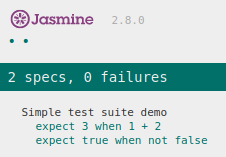 Jasmine 2.8.0
• •
2 specs, 0 failures
Simple test suite demo
expect 3 when 1 + 2
expect true when not false